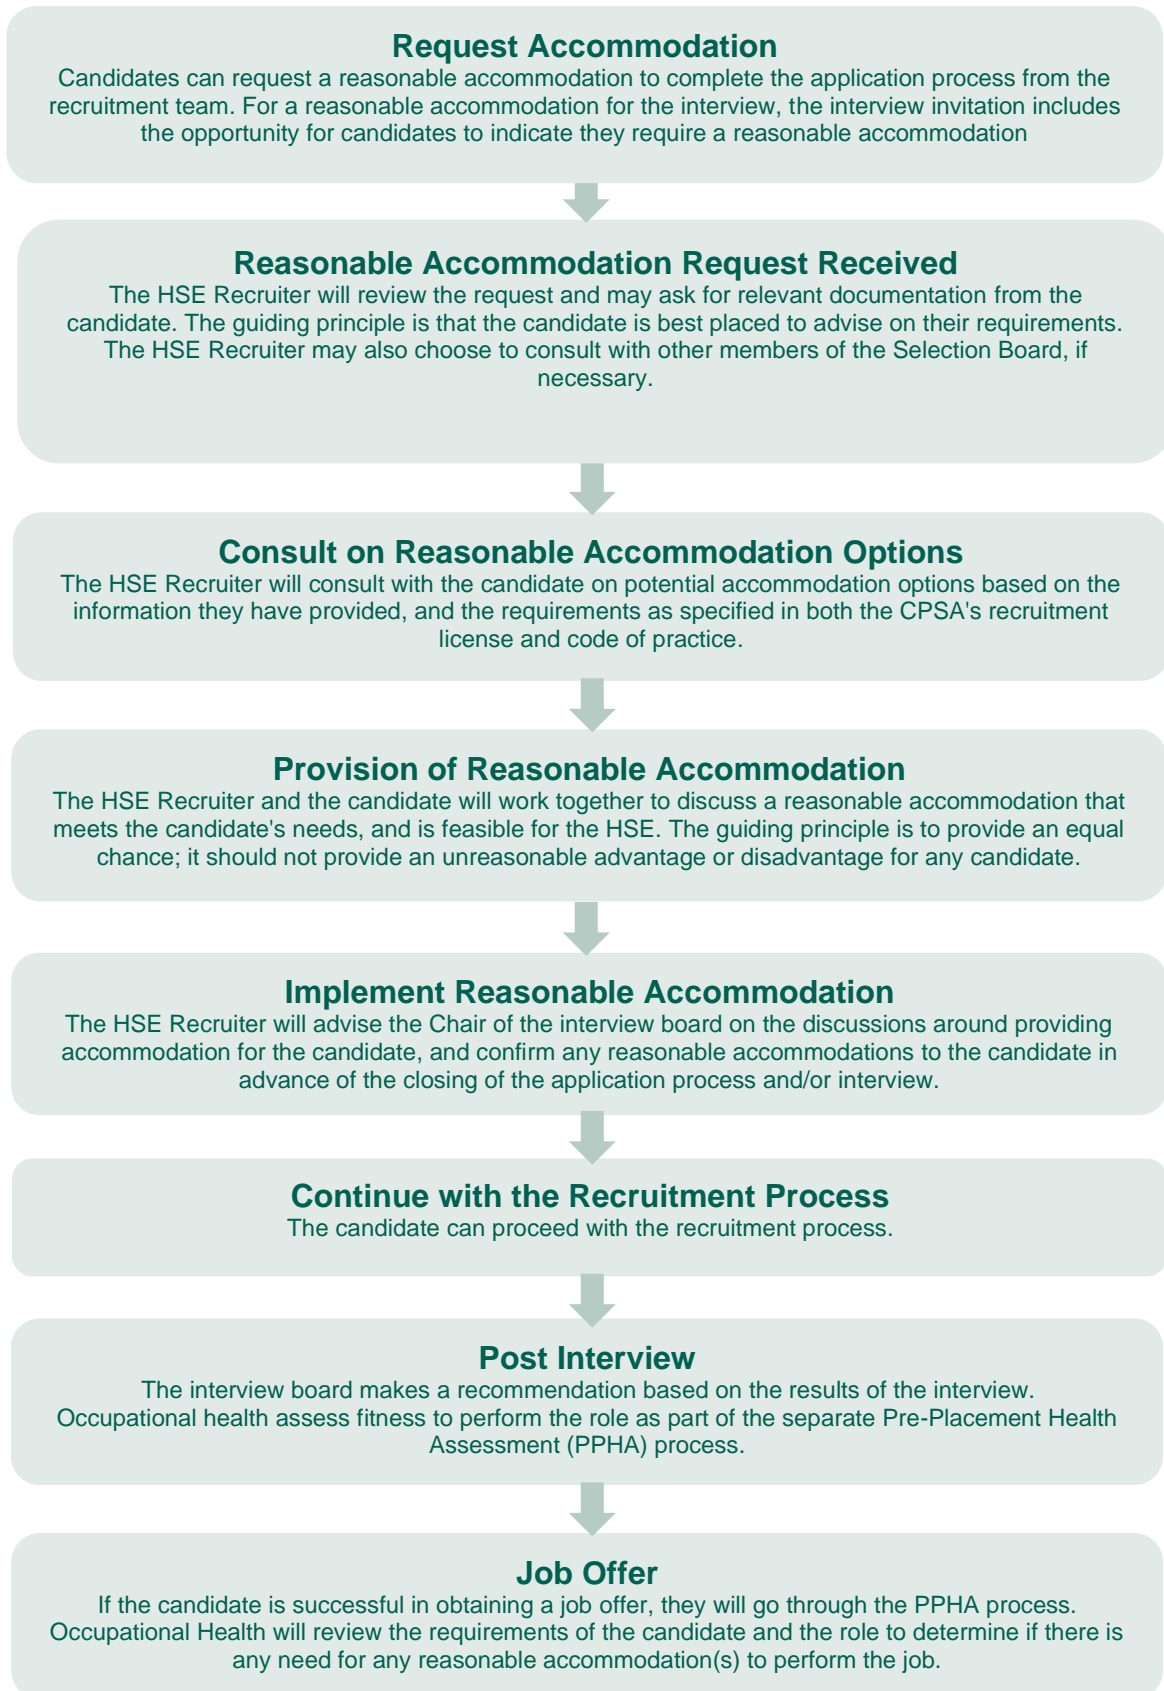 Request Accommodation
Candidates can request a reasonable accommodation to complete the application process from the
recruitment team. For a reasonable accommodation for the interview, the interview invitation includes
the opportunity for candidates to indicate they require a reasonable accommodation
Reasonable Accommodation Request Received
The HSE Recruiter will review the request and may ask for relevant documentation from the
candidate. The guiding principle is that the candidate is best placed to advise on their requirements.
The HSE Recruiter may also choose to consult with other members of the Selection Board, if
necessary.
Consult on Reasonable Accommodation Options
The HSE Recruiter will consult with the candidate on potential accommodation options based on the
information they have provided, and the requirements as specified in both the CPSA's recruitment
license and code of practice.
Provision of Reasonable Accommodation
The HSE Recruiter and the candidate will work together to discuss a reasonable accommodation that
meets the candidate's needs, and is feasible for the HSE. The guiding principle is to provide an equal
chance; it should not provide an unreasonable advantage or disadvantage for any candidate.
Implement Reasonable Accommodation
The HSE Recruiter will advise the Chair of the interview board on the discussions around providing
accommodation for the candidate, and confirm any reasonable accommodations to the candidate in
advance of the closing of the application process and/or interview.
Continue with the Recruitment Process
The candidate can proceed with the recruitment process.
Post Interview
The interview board makes a recommendation based on the results of the interview.
Occupational health assess fitness to perform the role as part of the separate Pre-Placement Health
Assessment (PPHA) process.
Job Offer
If the candidate is successful in obtaining a job offer, they will go through the PPHA process.
Occupational Health will review the requirements of the candidate and the role to determine if there is
any need for any reasonable accommodation(s) to perform the job.